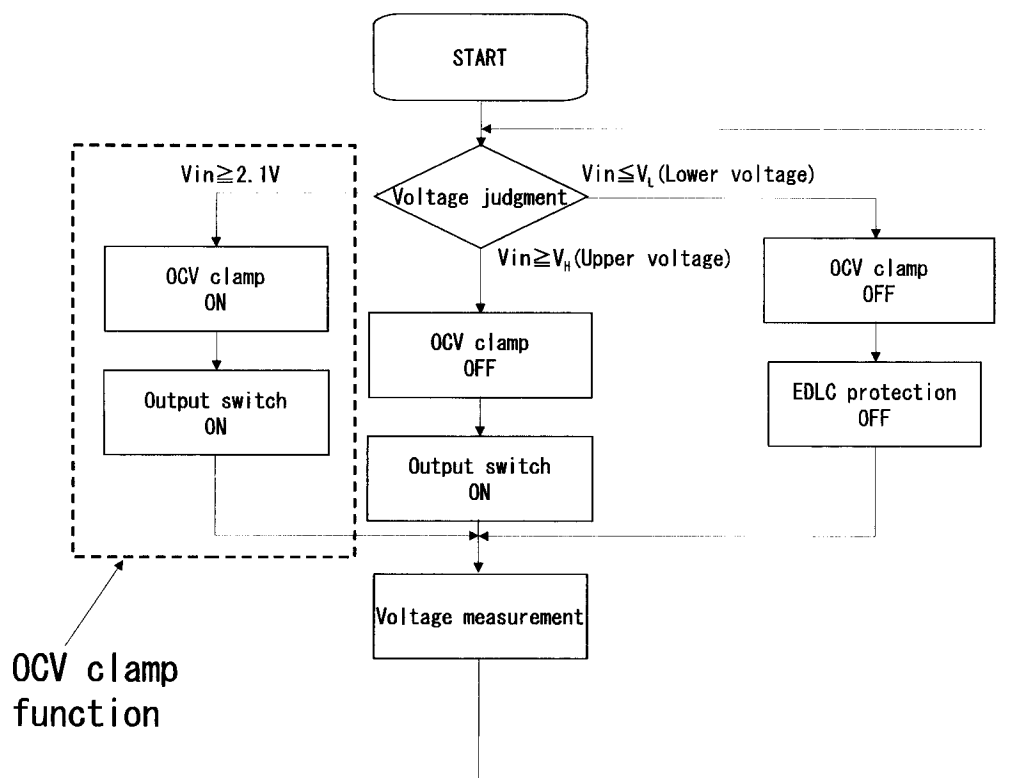 START
Voltage judgment
Vin≧2.1V
Vin≦VL(Lower voltage)
Vin≧VH(Upper voltage)
OCV clamp
ON
Output switch
ON
OCV clamp
OFF
Output switch
ON
OCV clamp
OFF
EDLC protection
OFF
Voltage measurement
OCV clamp
function